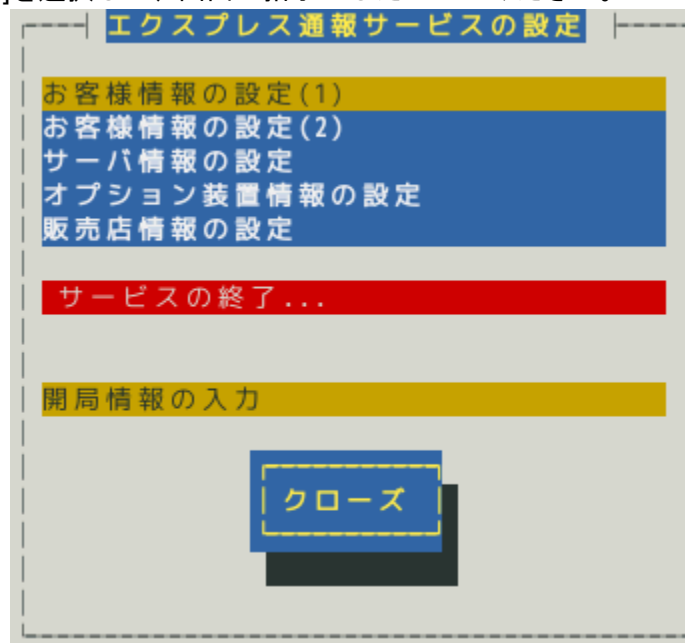 エクスプレス通報サービスの設定
お客様情報の設定(1)
お客様情報の設定(2)
サーバ情報の設定
オプション装置情報の設定
販売店情報の設定
サービスの終了...
開局情報の入力
クローズ